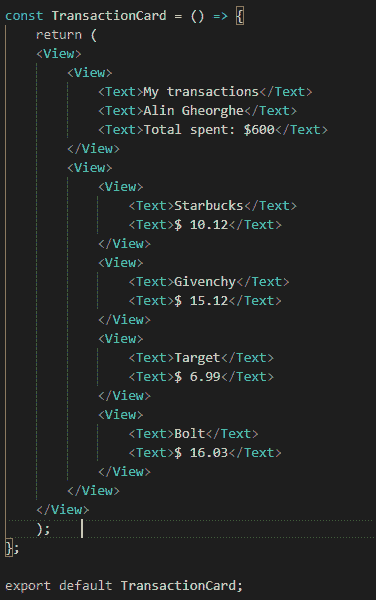 const TransactionCard = () => {
    return (
    <View>
        <View>
            <Text>My transactions</Text>
            <Text>Alin Gheorghe</Text>
            <Text>Total spent: $600</Text>
        </View>
        <View>
            <View>
                <Text>Starbucks</Text>
                <Text>$ 10.12</Text>
            </View>
            <View>
                <Text>Givenchy</Text>
                <Text>$ 15.12</Text>
            </View>
            <View>
                <Text>Target</Text>
                <Text>$ 6.99</Text>
            </View>
            <View>
                <Text>Bolt</Text>
                <Text>$ 16.03</Text>
            </View>
        </View>
    </View>
    );
};

export default TransactionCard;